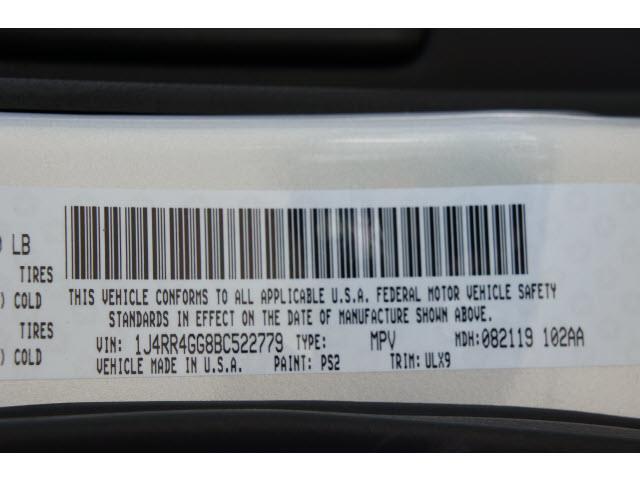 LB
TIRES
) COLD
TIRES
) COLD
THIS VEHICLE CONFORMS TO ALL APPLICABLE U.S.A. FEDERAL MOTOR VEHICLE SAFETY
STANDARDS IN EFFECT ON THE DATE OF MANUFACTURE SHOWN ABOVE.
VIN: 1J4RR4GG8BC522779 TYPE: MPV MDH:082119 102AA
VEHICLE MADE IN U.S.A. PAINT: PS2 TRIM: ULX9